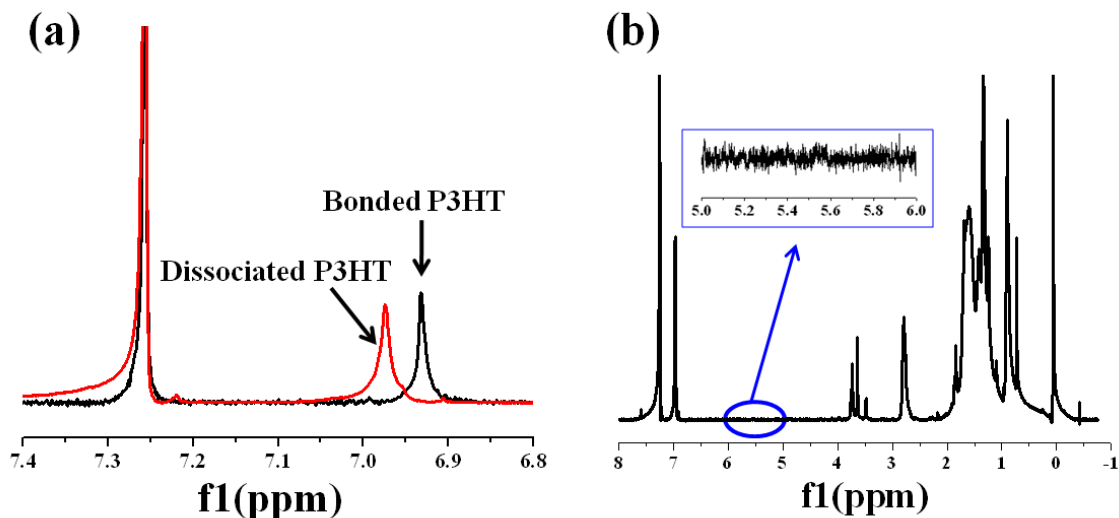 (a)
Bonded P3HT
Dissociated P3HT
7.4 7.3 7.2 7.1 7.0 6.9 6.8
f1(ppm)
(b)
5.0 5.2 5.4 5.6 5.8 6.0
8 7 6 5 4 3 2 1 0 -1
f1(ppm)